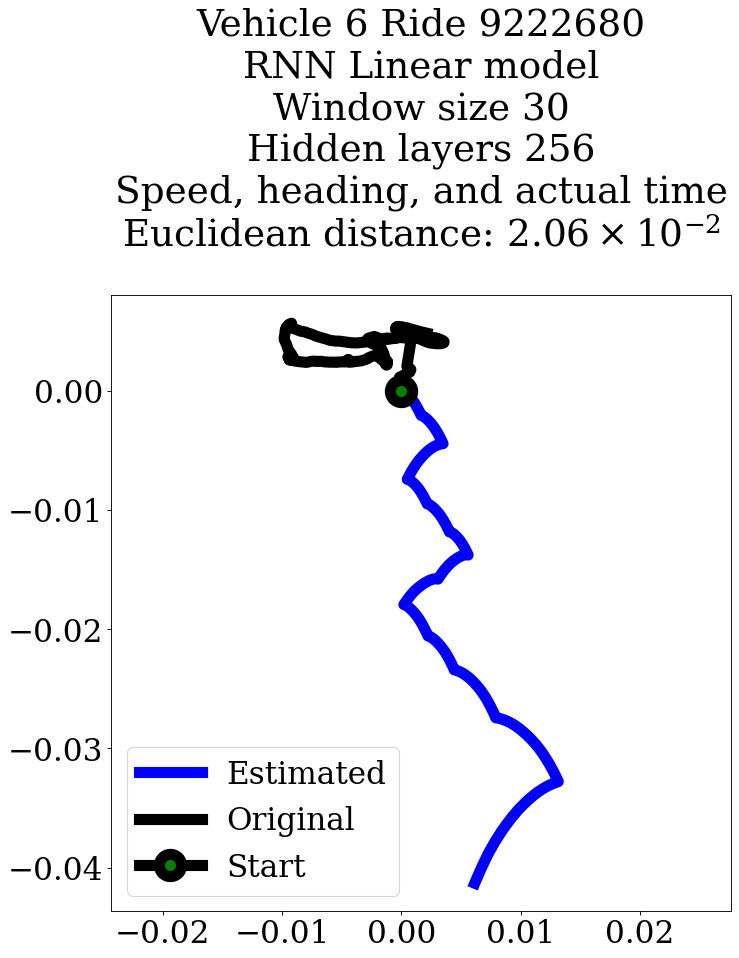 Vehicle 6 Ride 9222680
RNN Linear model
Window size 30
Hidden layers 256
Speed, heading, and actual time
Euclidean distance: 2.06 × 10⁻²
0.00
−0.01
−0.02
−0.03
−0.04
Estimated
Original
Start
−0.02 −0.01 0.00 0.01 0.02